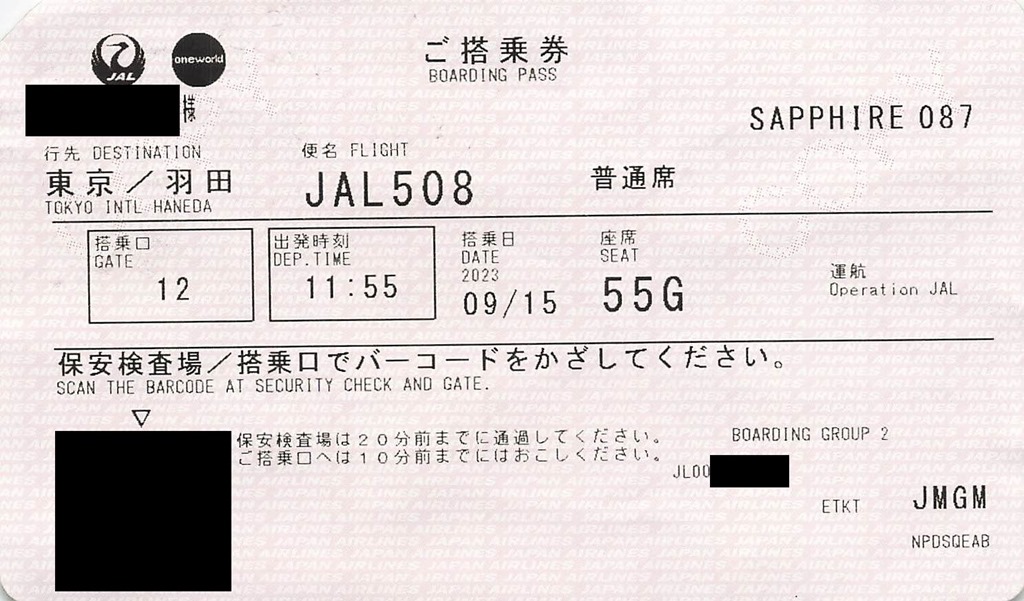 JAL
oneworld
ご搭乗券
BOARDING PASS
様
SAPPHIRE 087
行先 DESTINATION
便名 FLIGHT
東京／羽田
JAL508
普通席
TOKYO INTL HANEDA
搭乗口
GATE
12
出発時刻
DEP.TIME
11:55
搭乗日
DATE
2023
09/15
座席
SEAT
55G
運航
Operation JAL
保安検査場／搭乗口でバーコードをかざしてください。
SCAN THE BARCODE AT SECURITY CHECK AND GATE.
保安検査場は２０分前までに通過してください。
ご搭乗口へは１０分前までにはおこしください。
BOARDING GROUP 2
JL00
ETKT
JMGM
NPDSQEAB
JAPAN AIRLINES